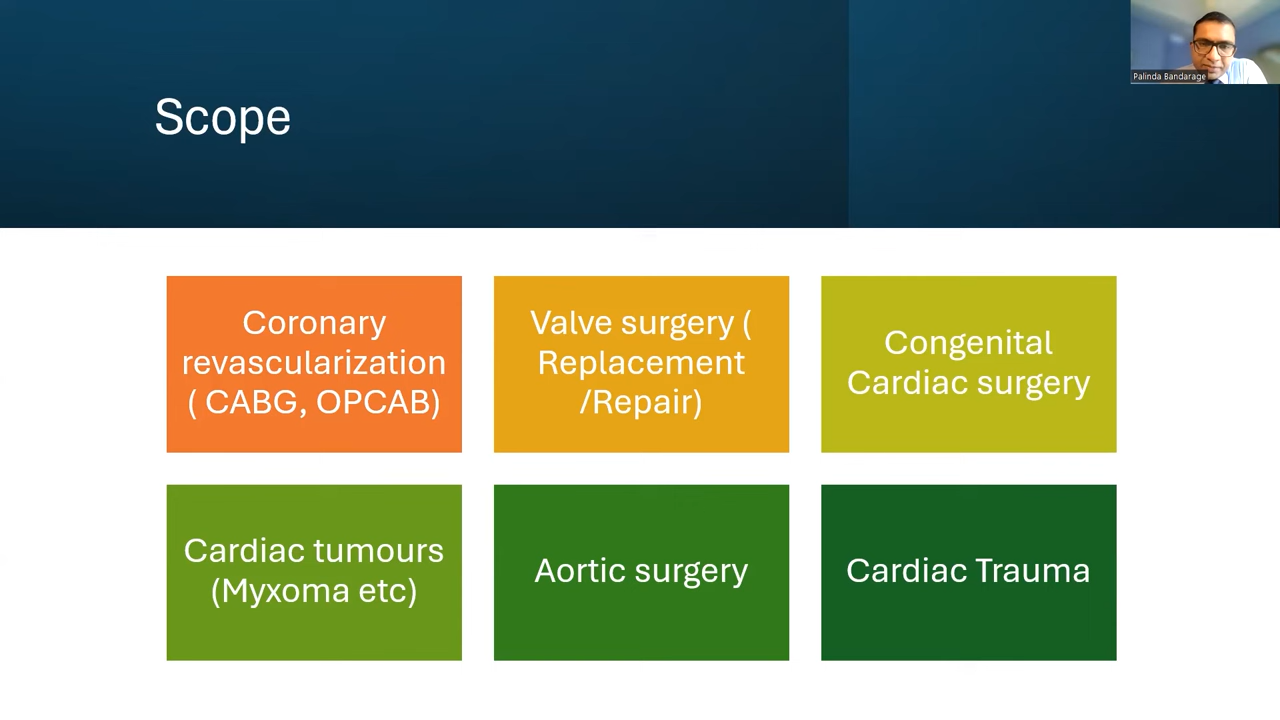 Palinda Bandarage
Scope
Coronary
revascularization
( CABG, OPCAB)
Valve surgery (
Replacement
/Repair)
Congenital
Cardiac surgery
Cardiac tumours
(Myxoma etc)
Aortic surgery
Cardiac Trauma